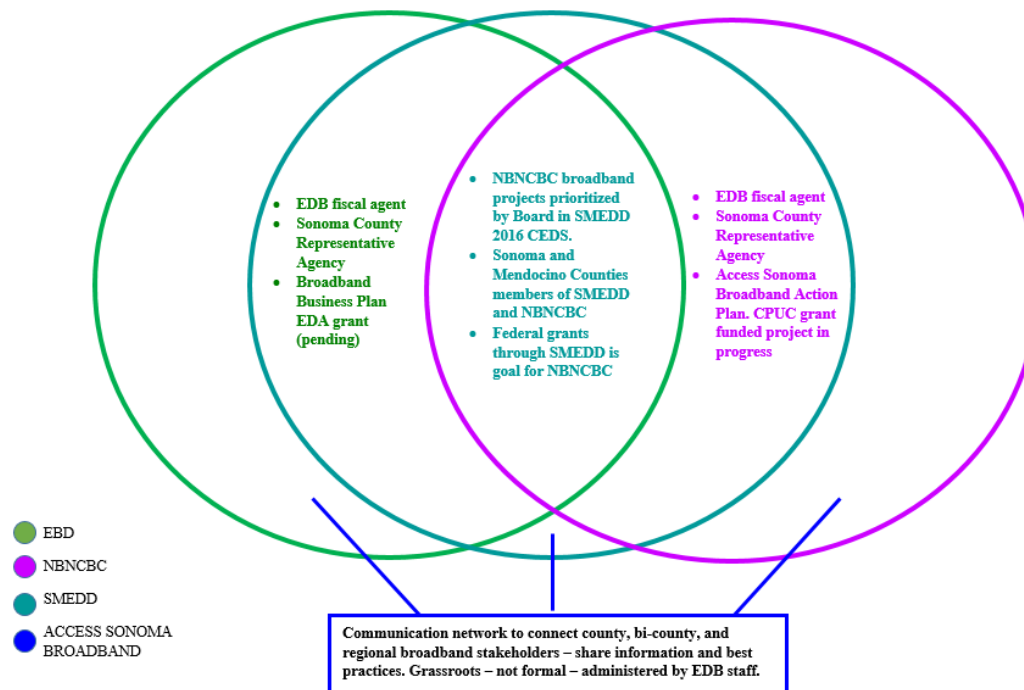 • EDB fiscal agent
• Sonoma County
Representative
Agency
• Broadband
Business Plan
EDA grant
(pending)
• NBNCBC broadband
projects prioritized
by Board in SMEDD
2016 CEDS.
• Sonoma and
Mendocino Counties
members of SMEDD
and NBNCBC
• Federal grants
through SMEDD is
goal for NBNCBC
• EDB fiscal agent
• Sonoma County
Representative
Agency
• Access Sonoma
Broadband Action
Plan. CPUC grant
funded project in
progress
EBD
NBNCBC
SMEDD
ACCESS SONOMA
BROADBAND
Communication network to connect county, bi-county, and
regional broadband stakeholders – share information and best
practices. Grassroots – not formal – administered by EDB staff.